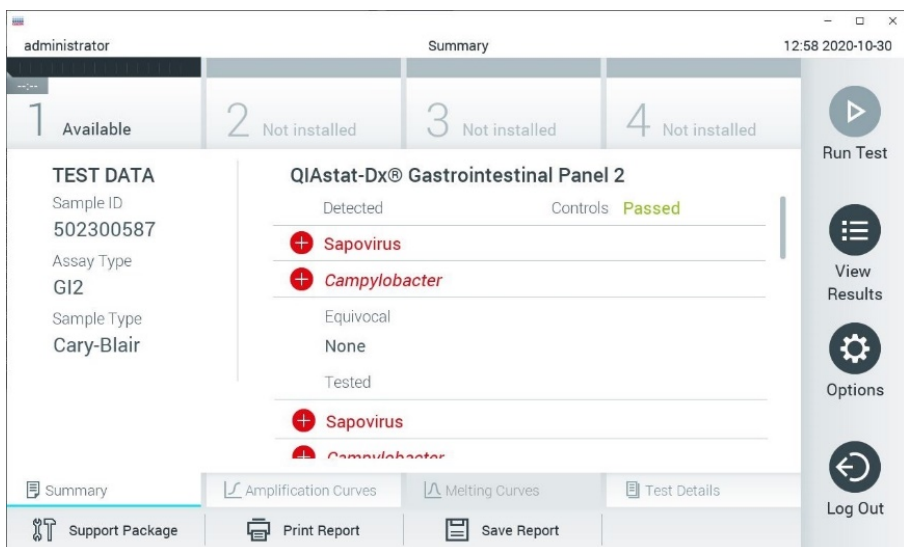 administrator
Summary
12:58 2020-10-30
--:--
1 Available
2 Not installed
3 Not installed
4 Not installed
Run Test
TEST DATA
Sample ID
502300587
Assay Type
GI2
Sample Type
Cary-Blair
QIAstat-Dx® Gastrointestinal Panel 2
Detected
Controls Passed
Sapovirus
Campylobacter
Equivocal
None
Tested
Sapovirus
Campylobacter
View
Results
Options
Log Out
Summary
Amplification Curves
Melting Curves
Test Details
Support Package
Print Report
Save Report